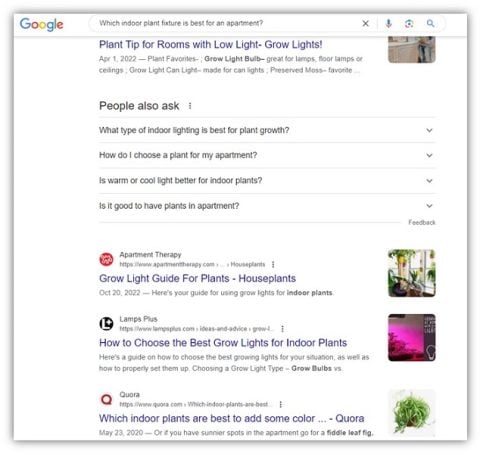 Google
Which indoor plant fixture is best for an apartment?
Plant Tip for Rooms with Low Light- Grow Lights!
Apr 1, 2022 — Plant Favorites- ; Grow Light Bulb– great for lamps, floor lamps or
ceilings ; Grow Light Can Light– made for can lights ; Preserved Moss– favorite ...
People also ask
What type of indoor lighting is best for plant growth?
How do I choose a plant for my apartment?
Is warm or cool light better for indoor plants?
Is it good to have plants in apartment?
Feedback
Apartment Therapy
https://www.apartmenttherapy.com › ... › Houseplants
Grow Light Guide For Plants - Houseplants
Oct 20, 2022 — Here's your guide for using grow lights for indoor plants.
Lamps Plus
https://www.lampsplus.com › ideas-and-advice › grow-l...
How to Choose the Best Grow Lights for Indoor Plants
Here's a guide on how to choose the best growing lights for your situation, as well as
how to properly set them up. Choosing a Grow Light Type – Grow Bulbs vs.
Quora
https://www.quora.com › Which-indoor-plants-are-best...
Which indoor plants are best to add some color ... - Quora
May 23, 2020 — Or if you have sunnier spots in the apartment go for a fiddle leaf fig,